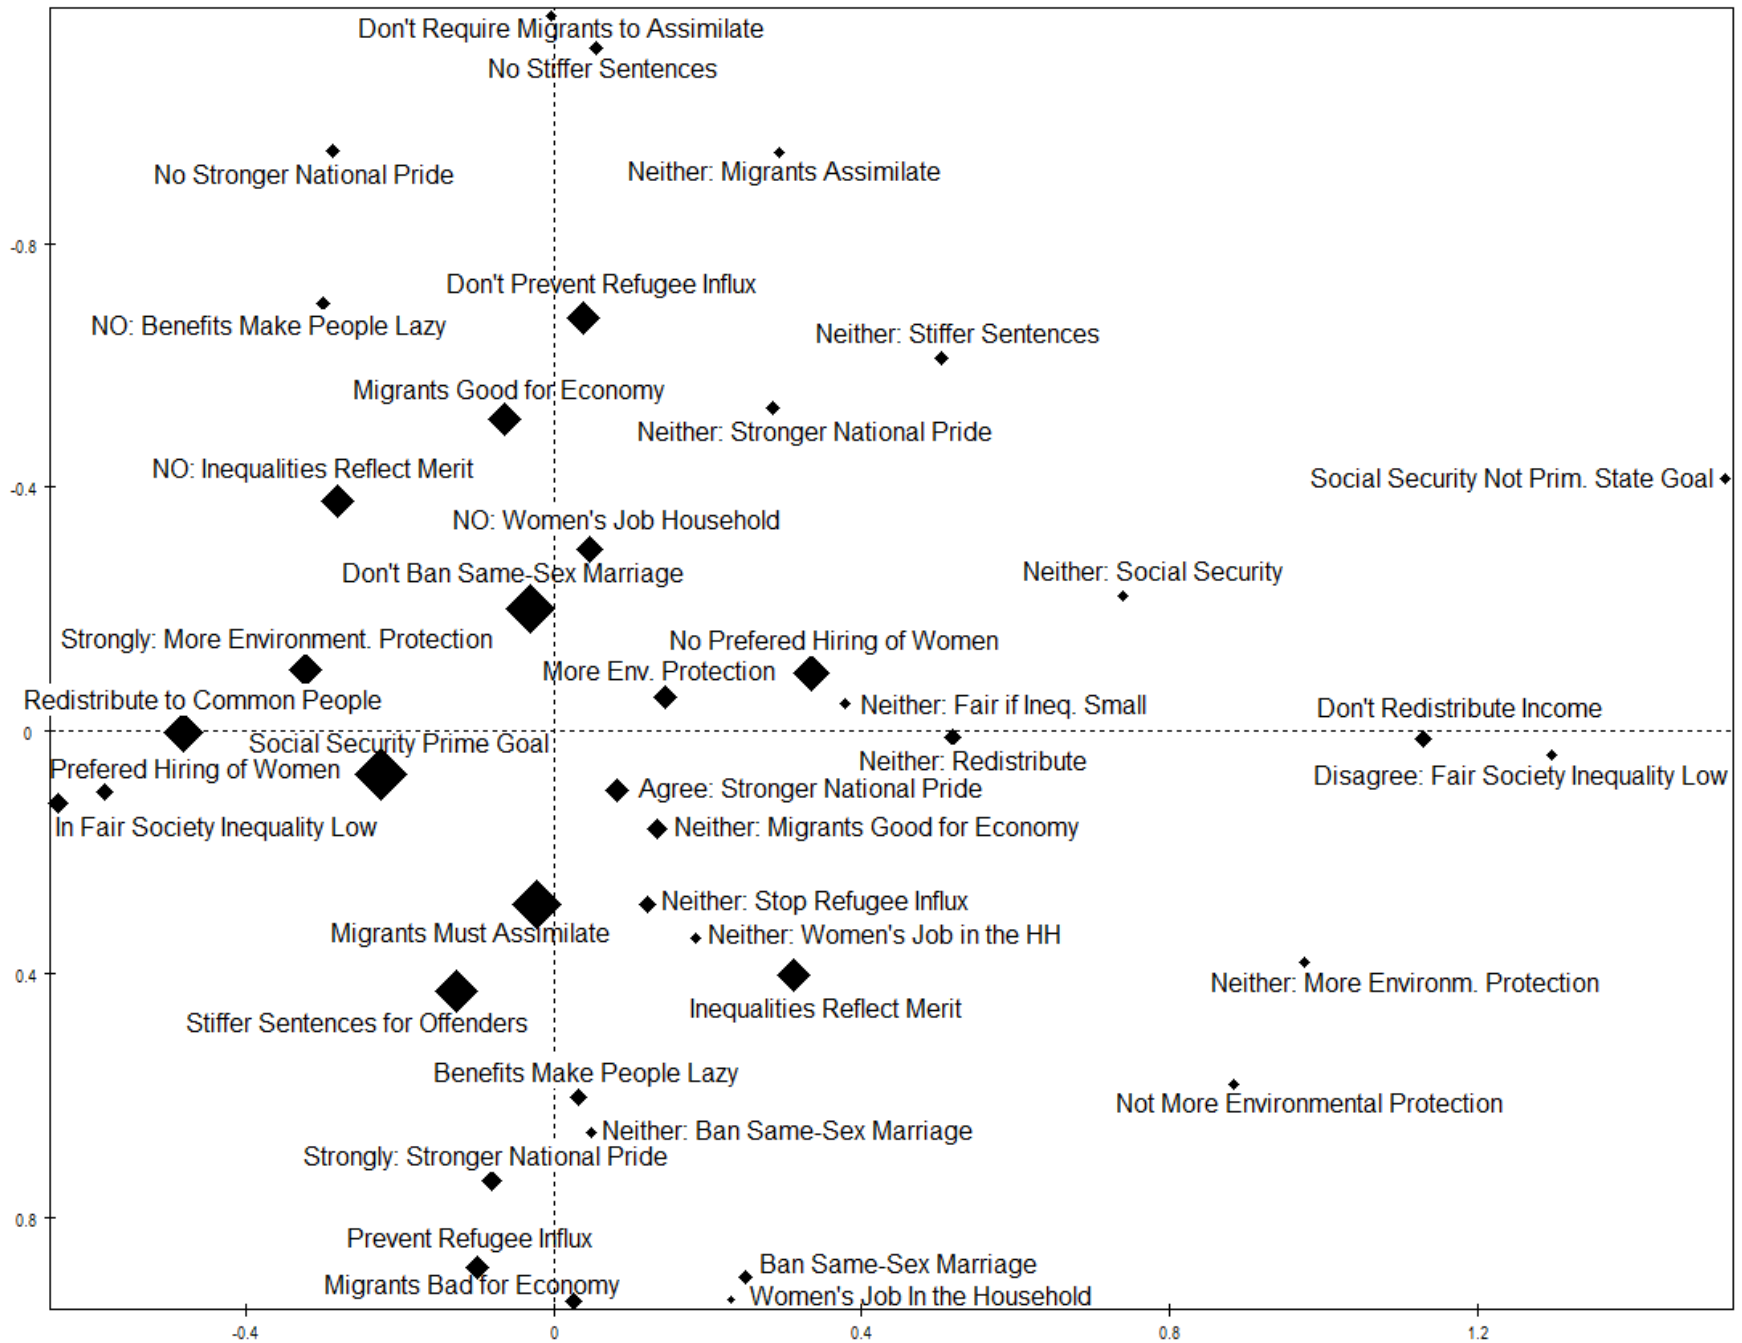 Don't Require Migrants to Assimilate
No Stiffer Sentences
No Stronger National Pride
Neither: Migrants Assimilate
-0.8
Don't Prevent Refugee Influx
NO: Benefits Make People Lazy
Neither: Stiffer Sentences
Migrants Good for Economy
Neither: Stronger National Pride
NO: Inequalities Reflect Merit
Social Security Not Prim. State Goal
-0.4
NO: Women's Job Household
Don't Ban Same-Sex Marriage
Neither: Social Security
Strongly: More Environment. Protection
No Prefered Hiring of Women
More Env. Protection
Redistribute to Common People
Neither: Fair if Ineq. Small
Don't Redistribute Income
0
Social Security Prime Goal
Neither: Redistribute
Prefered Hiring of Women
Disagree: Fair Society Inequality Low
Agree: Stronger National Pride
In Fair Society Inequality Low
Neither: Migrants Good for Economy
Neither: Stop Refugee Influx
Migrants Must Assimilate
Neither: Women's Job in the HH
0.4
Neither: More Environm. Protection
Inequalities Reflect Merit
Stiffer Sentences for Offenders
Benefits Make People Lazy
Not More Environmental Protection
Neither: Ban Same-Sex Marriage
Strongly: Stronger National Pride
0.8
Prevent Refugee Influx
Ban Same-Sex Marriage
Migrants Bad for Economy
Women's Job In the Household
-0.4 0 0.4 0.8 1.2